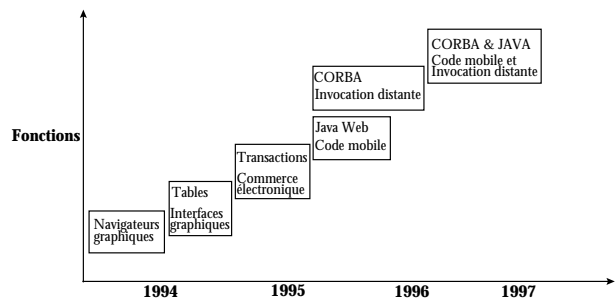 CORBA & JAVA
Code mobile et
Invocation distante
CORBA
Invocation distante
Java Web
Code mobile
Fonctions
Transactions
Commerce
électronique
Tables
Interfaces
graphiques
Navigateurs
graphiques
1994
1995
1996
1997